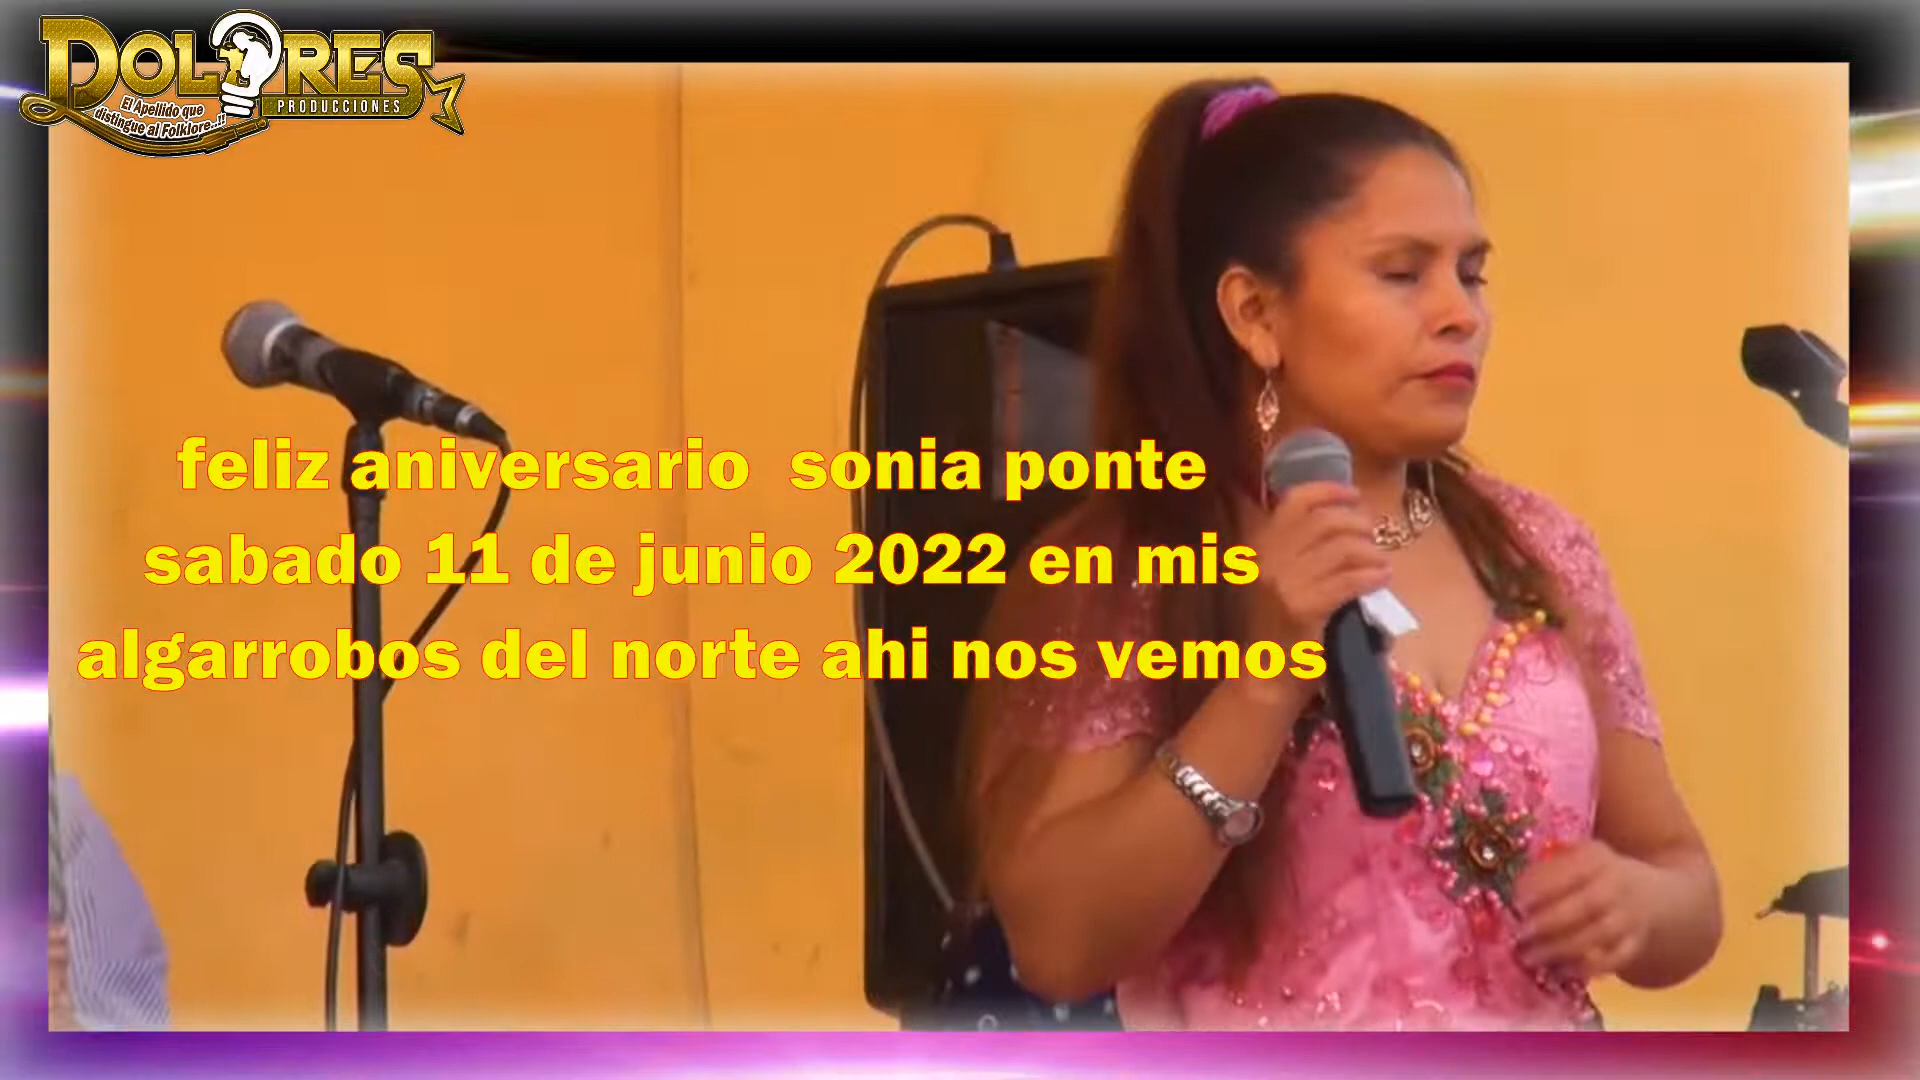 DOLORES
PRODUCCIONES
El Apellido que
distingue al Folklore..!!
feliz aniversario sonia ponte
sabado 11 de junio 2022 en mis
algarrobos del norte ahi nos vemos